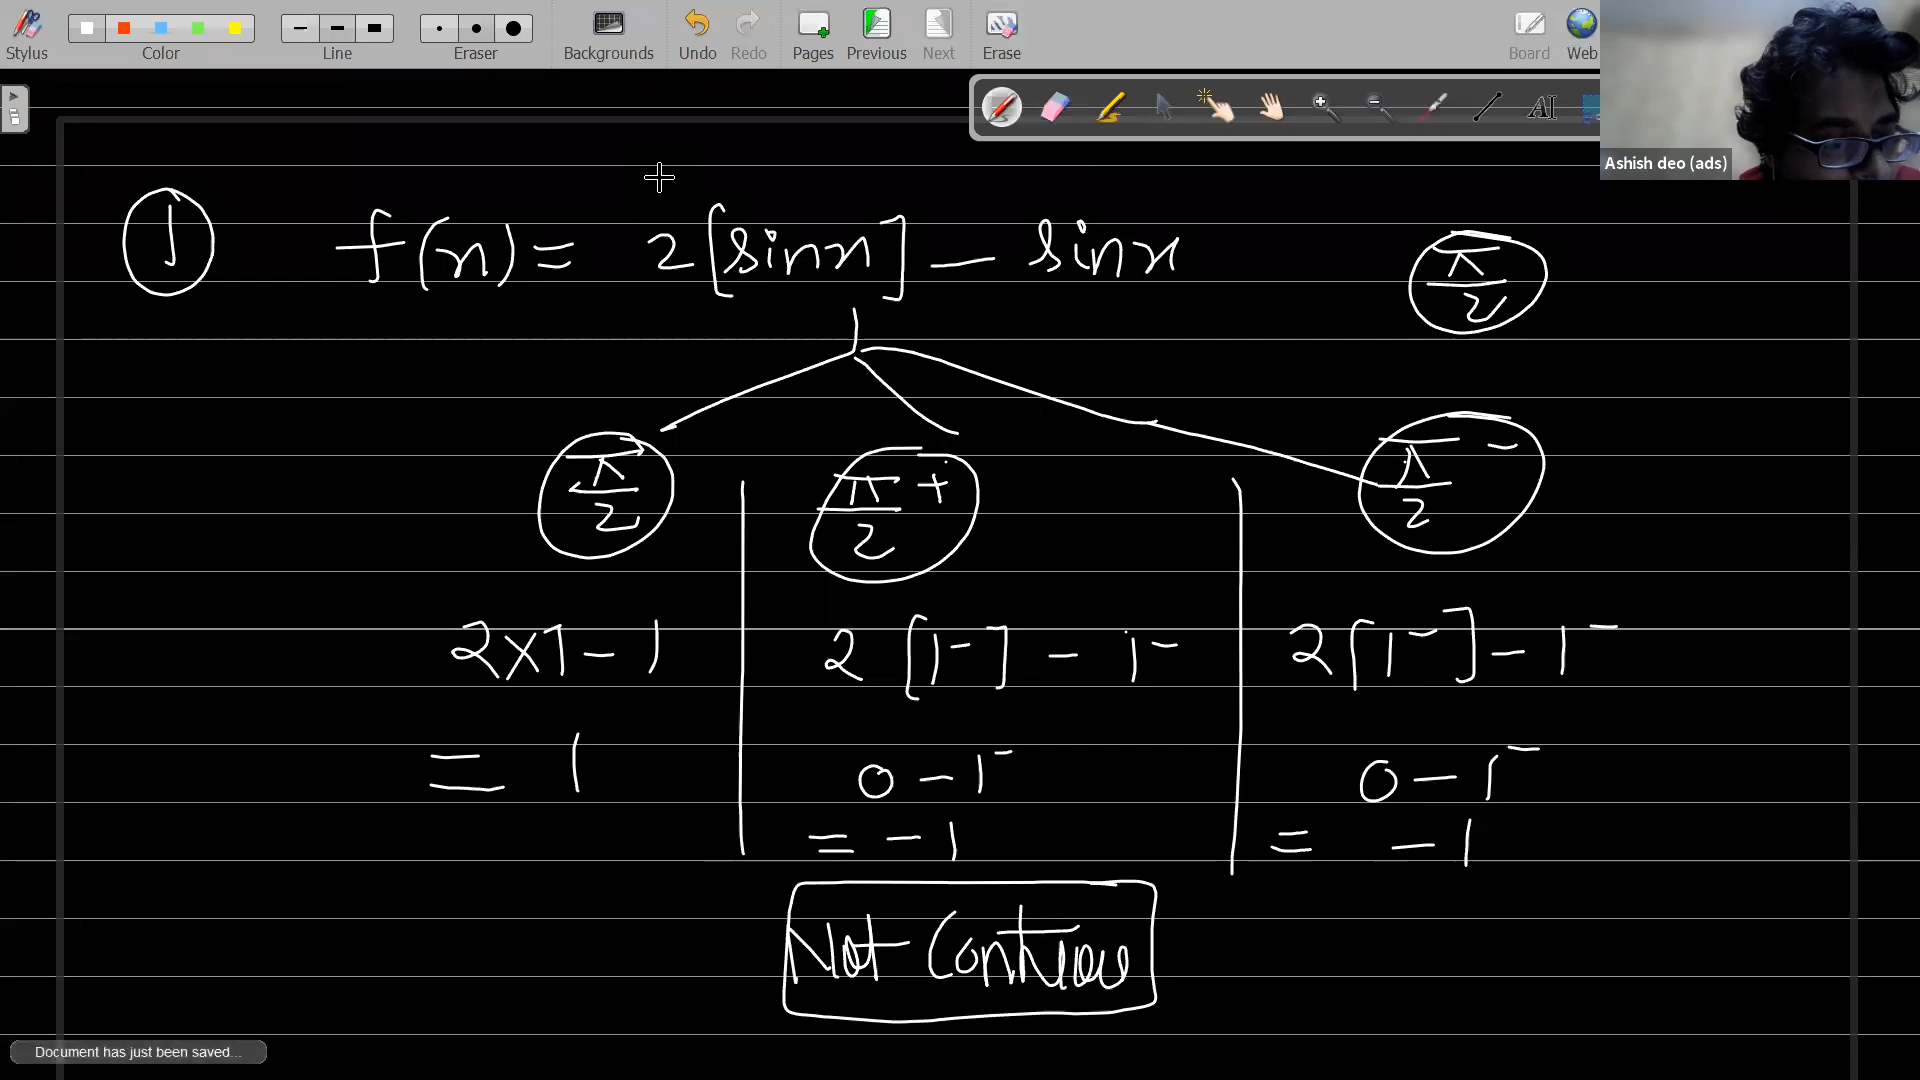 Stylus Color Line Eraser Backgrounds Undo Redo Pages Previous Next Erase Board Web
AI
Ashish deo (ads)
① f(x) = 2[sinx] – sinx π/2
π/2 π/2⁺ π/2⁻
2×1–1 2[1⁻] – 1⁻ 2[1⁻] – 1⁻
= 1 0 – 1⁻ 0 – 1⁻
= –1 = –1
Not
Document has just been saved...